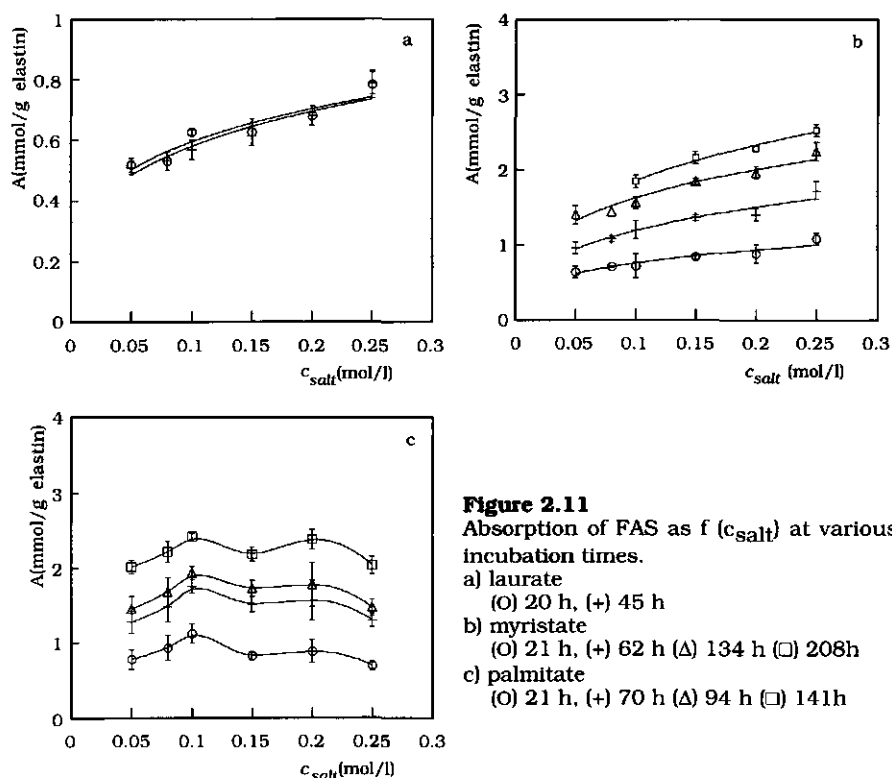 1
0.8
0.6
0.4
0.2
0
A(mmol/g elastin)
a
0
0.05
0.1
0.15
0.2
0.25
0.3
c_salt(mol/l)
4
3
2
1
0
A(mmol/g elastin)
b
0
0.05
0.1
0.15
0.2
0.25
0.3
c_salt (mol/l)
4
3
2
1
0
A(mmol/g elastin)
c
0
0.05
0.1
0.15
0.2
0.25
0.3
c_salt(mol/l)
Figure 2.11
Absorption of FAS as f (c_salt) at various
incubation times.
a) laurate
(O) 20 h, (+) 45 h
b) myristate
(O) 21 h, (+) 62 h (Δ) 134 h (□) 208h
c) palmitate
(O) 21 h, (+) 70 h (Δ) 94 h (□) 141h